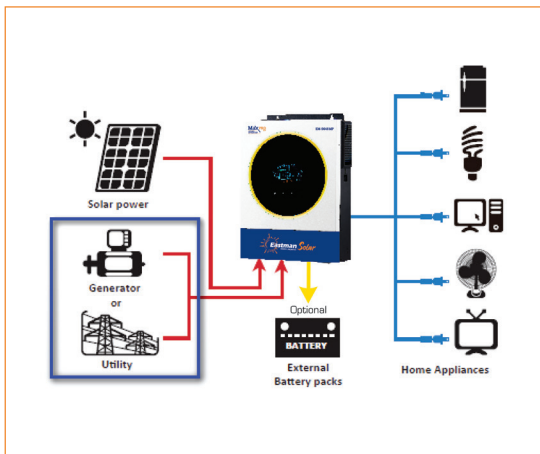 Solar power
Generator
or
Utility
Eastman Solar
Optional
BATTERY
External
Battery packs
Home Appliances